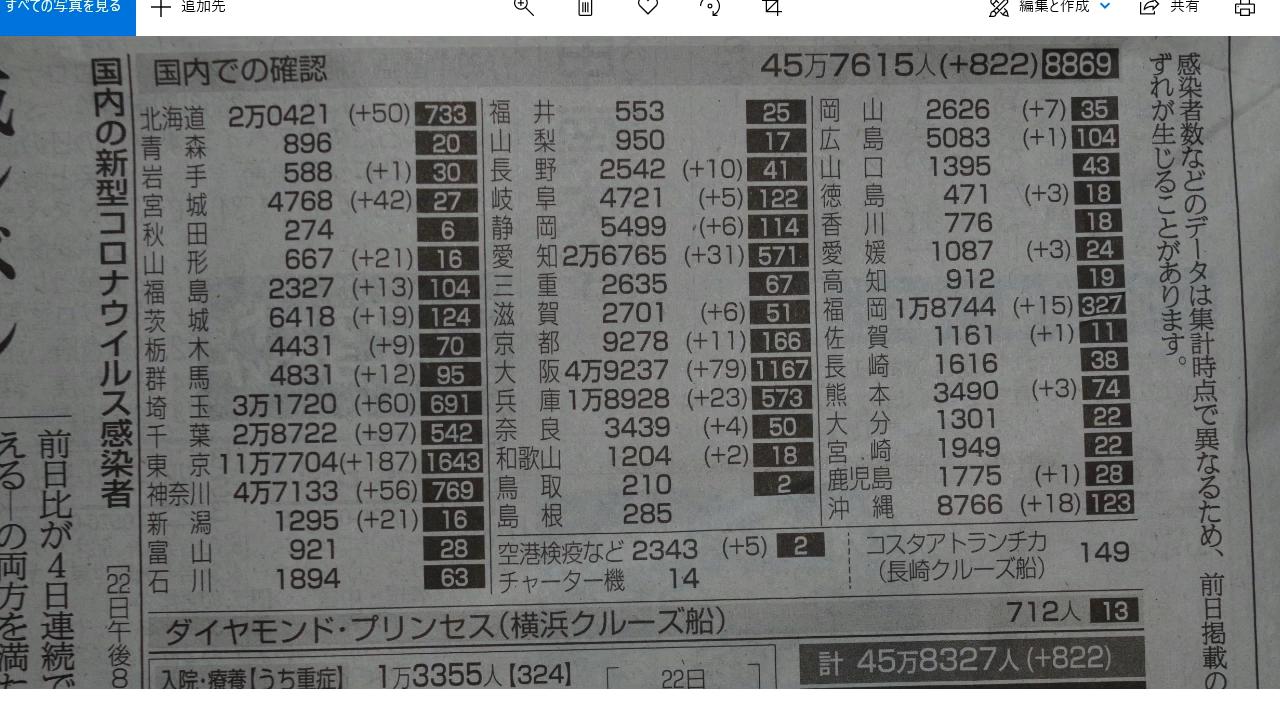 すべての写真を見る
追加先
編集と作成
共有
感染者数などのデータは集計時点で異なるため、前日掲載の
ずれが生じることがあります。
国内の新型コロナウイルス感染者
[22日午後8
国内での確認 45万7615人(+822) 8869
北海道 2万0421 (+50) 733
青森 896 20
岩手 588 (+1) 30
宮城 4768 (+42) 27
秋田 274 6
山形 667 (+21) 16
福島 2327 (+13) 104
茨城 6418 (+19) 124
栃木 4431 (+9) 70
群馬 4831 (+12) 95
埼玉 3万1720 (+60) 691
千葉 2万8722 (+97) 542
東京 11万7704 (+187) 1643
神奈川 4万7133 (+56) 769
新潟 1295 (+21) 16
富山 921 28
石川 1894 63
福井 553 25
山梨 950 17
長野 2542 (+10) 41
岐阜 4721 (+5) 122
静岡 5499 (+6) 114
愛知 2万6765 (+31) 571
三重 2635 67
滋賀 2701 (+6) 51
京都 9278 (+11) 166
大阪 4万9237 (+79) 1167
兵庫 1万8928 (+23) 573
奈良 3439 (+4) 50
和歌山 1204 (+2) 18
鳥取 210 2
島根 285
岡山 2626 (+7) 35
広島 5083 (+1) 104
山口 1395 43
徳島 471 (+3) 18
香川 776 18
愛媛 1087 (+3) 24
高知 912 19
福岡 1万8744 (+15) 327
佐賀 1161 (+1) 11
長崎 1616 38
熊本 3490 (+3) 74
大分 1301 22
宮崎 1949 22
鹿児島 1775 (+1) 28
沖縄 8766 (+18) 123
空港検疫など 2343 (+5) 2
チャーター機 14
コスタアトランチカ
(長崎クルーズ船) 149
ダイヤモンド・プリンセス(横浜クルーズ船) 712人 13
入院・療養【うち重症】 1万3355人【324】
22日
計 45万8327人(+822)
前日比が4日連続で
える―の両方を満た